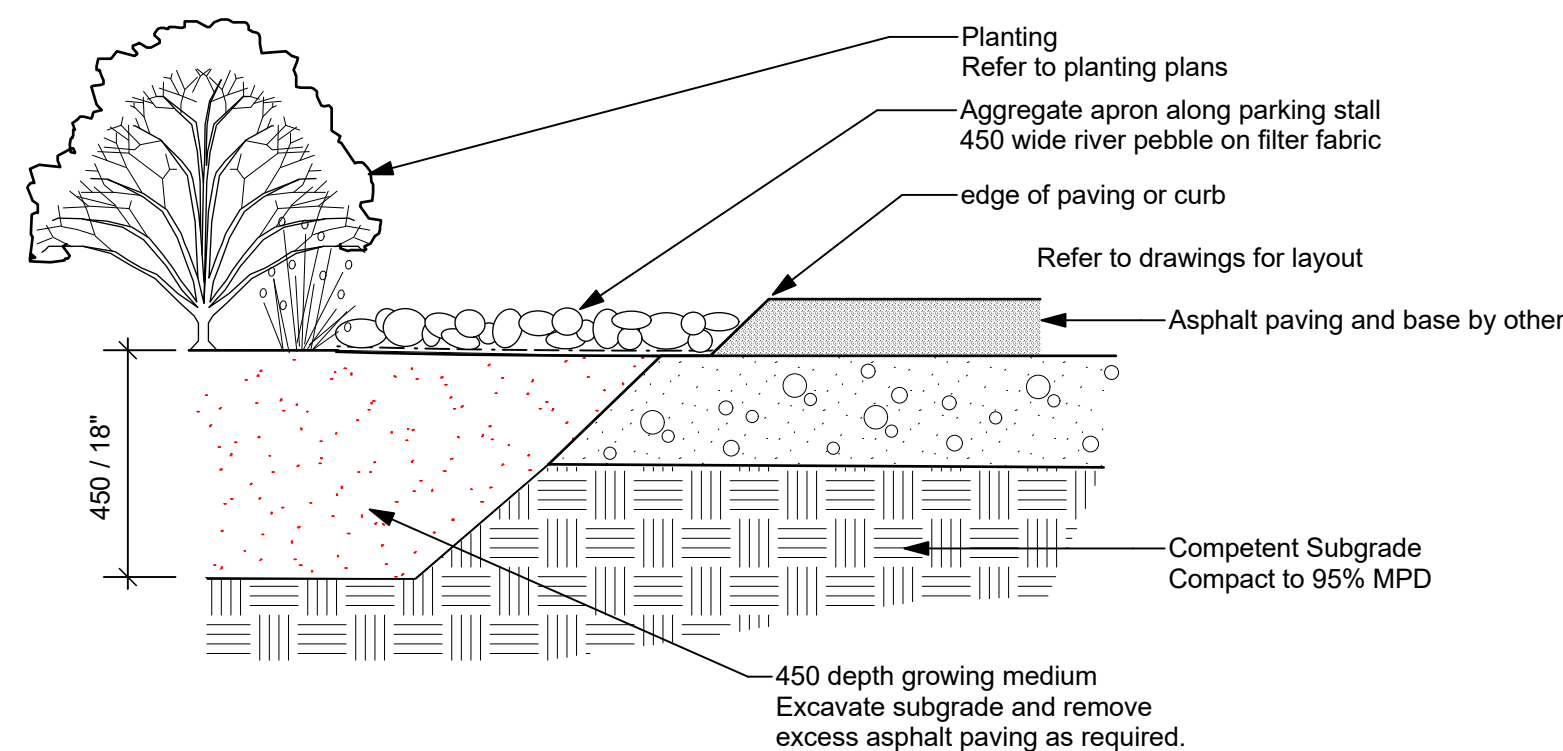 Planting
Refer to planting plans
Aggregate apron along parking stall
450 wide river pebble on filter fabric
edge of paving or curb
Refer to drawings for layout
Asphalt paving and base by other
450 / 18"
Competent Subgrade
Compact to 95% MPD
450 depth growing medium
Excavate subgrade and remove
excess asphalt paving as required.